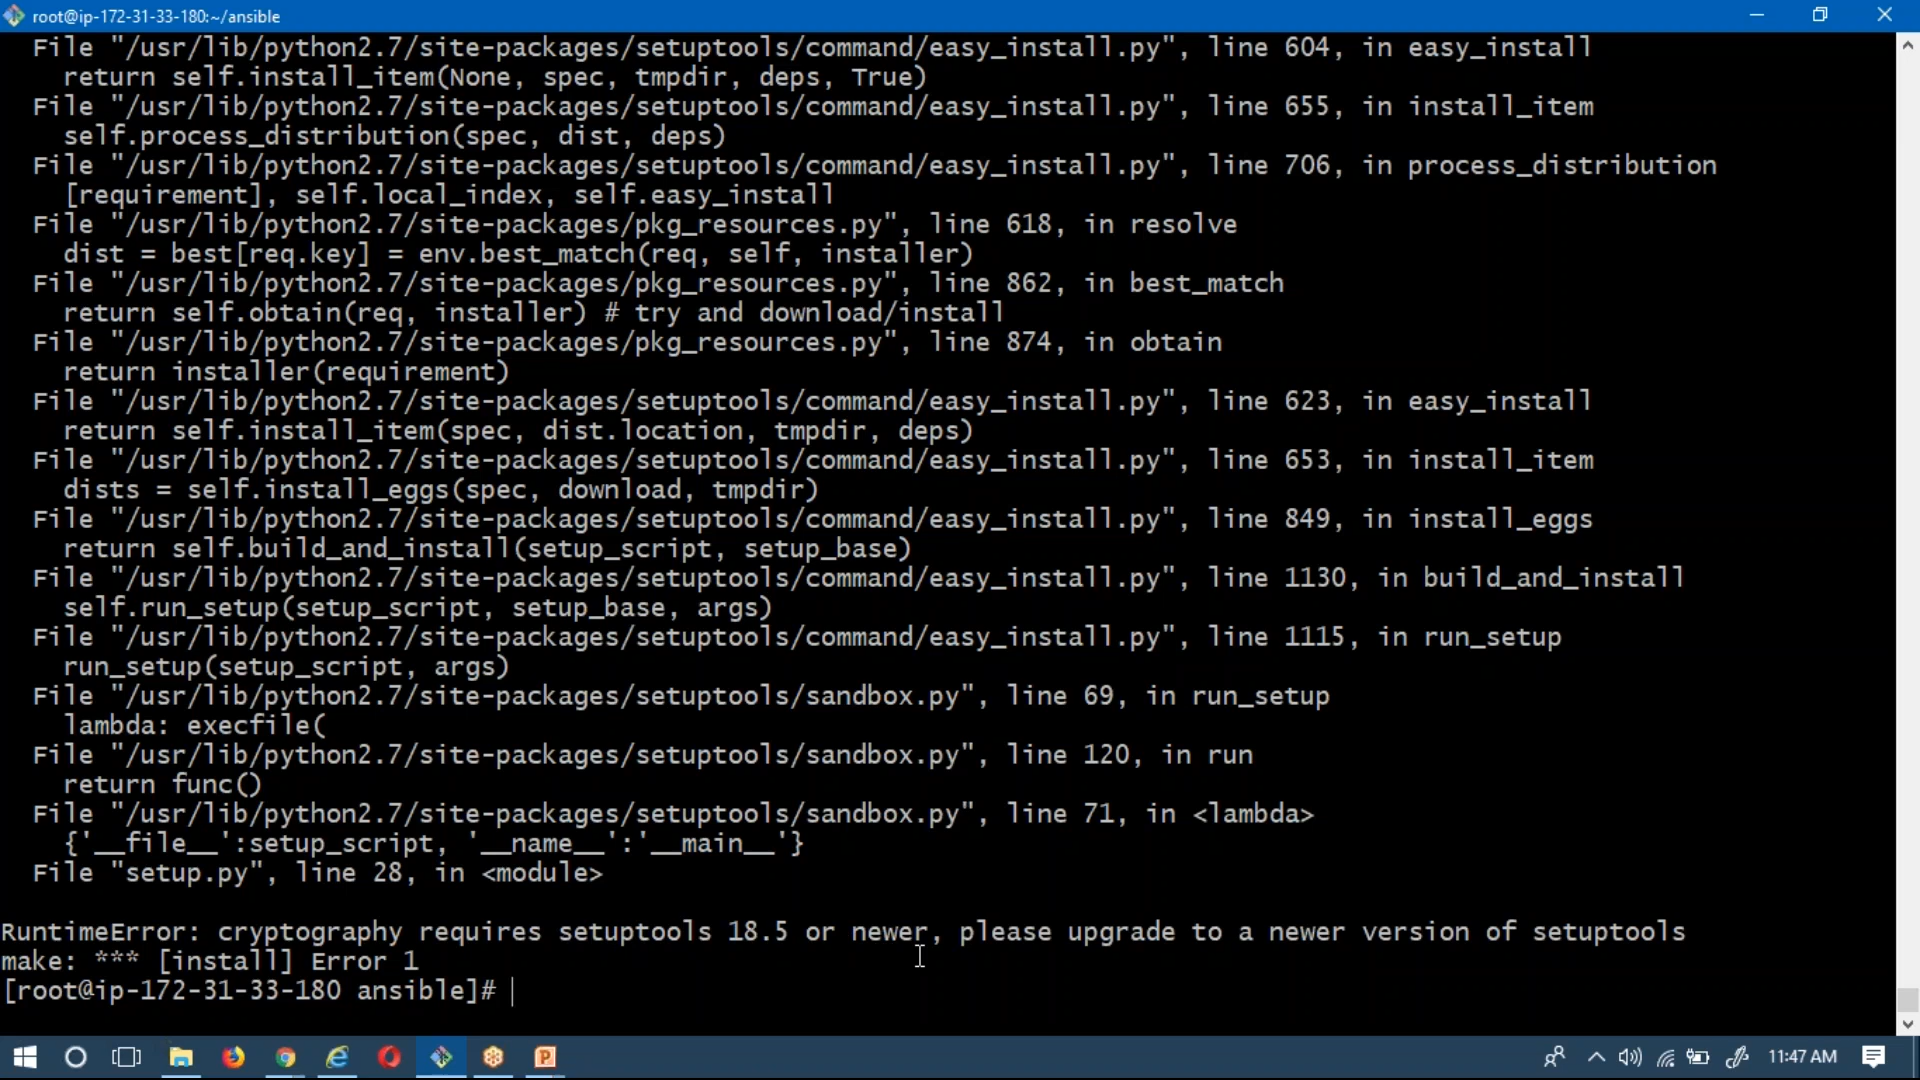 root@ip-172-31-33-180:~/ansible
File "/usr/lib/python2.7/site-packages/setuptools/command/easy_install.py", line 604, in easy_install
return self.install_item(None, spec, tmpdir, deps, True)
File "/usr/lib/python2.7/site-packages/setuptools/command/easy_install.py", line 655, in install_item
self.process_distribution(spec, dist, deps)
File "/usr/lib/python2.7/site-packages/setuptools/command/easy_install.py", line 706, in process_distribution
[requirement], self.local_index, self.easy_install
File "/usr/lib/python2.7/site-packages/pkg_resources.py", line 618, in resolve
dist = best[req.key] = env.best_match(req, self, installer)
File "/usr/lib/python2.7/site-packages/pkg_resources.py", line 862, in best_match
return self.obtain(req, installer) # try and download/install
File "/usr/lib/python2.7/site-packages/pkg_resources.py", line 874, in obtain
return installer(requirement)
File "/usr/lib/python2.7/site-packages/setuptools/command/easy_install.py", line 623, in easy_install
return self.install_item(spec, dist.location, tmpdir, deps)
File "/usr/lib/python2.7/site-packages/setuptools/command/easy_install.py", line 653, in install_item
dists = self.install_eggs(spec, download, tmpdir)
File "/usr/lib/python2.7/site-packages/setuptools/command/easy_install.py", line 849, in install_eggs
return self.build_and_install(setup_script, setup_base)
File "/usr/lib/python2.7/site-packages/setuptools/command/easy_install.py", line 1130, in build_and_install
self.run_setup(setup_script, setup_base, args)
File "/usr/lib/python2.7/site-packages/setuptools/command/easy_install.py", line 1115, in run_setup
run_setup(setup_script, args)
File "/usr/lib/python2.7/site-packages/setuptools/sandbox.py", line 69, in run_setup
lambda: execfile(
File "/usr/lib/python2.7/site-packages/setuptools/sandbox.py", line 120, in run
return func()
File "/usr/lib/python2.7/site-packages/setuptools/sandbox.py", line 71, in <lambda>
{'__file__':setup_script, '__name__':'__main__'}
File "setup.py", line 28, in <module>
RuntimeError: cryptography requires setuptools 18.5 or newer, please upgrade to a newer version of setuptools
make: *** [install] Error 1
[root@ip-172-31-33-180 ansible]#
11:47 AM